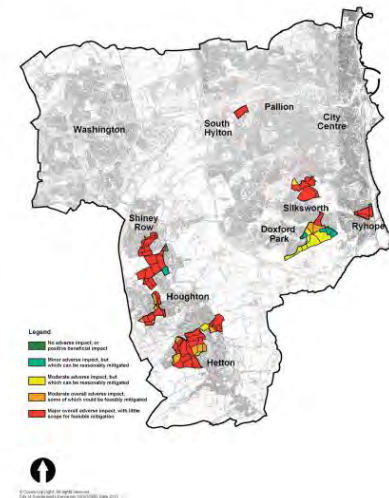 Washington
South
Hylton
Pallion
City
Centre
Silksworth
Doxford
Park
Ryhope
Shiney
Row
Houghton
Hetton
Legend
No adverse impact, or
positive beneficial impact
Minor adverse impact, but
which can be reasonably mitigated
Moderate adverse impact, but
which can be reasonably mitigated
Moderate overall adverse impact,
some of which could be feasibly mitigated
Major overall adverse impact, with little
scope for feasible mitigation